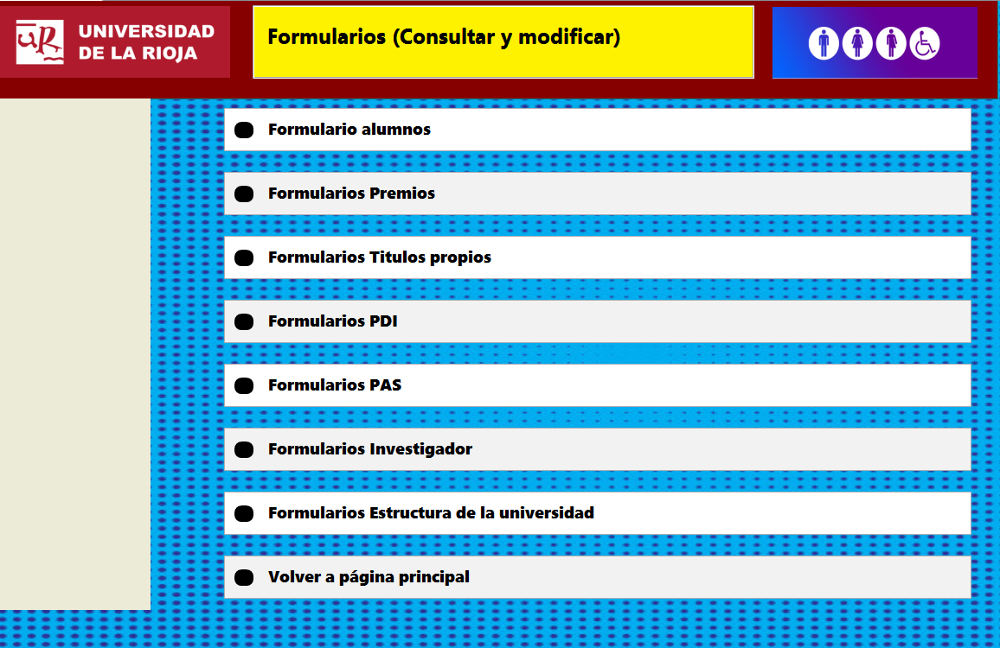 UNIVERSIDAD
DE LA RIOJA
Formularios (Consultar y modificar)
Formulario alumnos
Formularios Premios
Formularios Titulos propios
Formularios PDI
Formularios PAS
Formularios Investigador
Formularios Estructura de la universidad
Volver a página principal